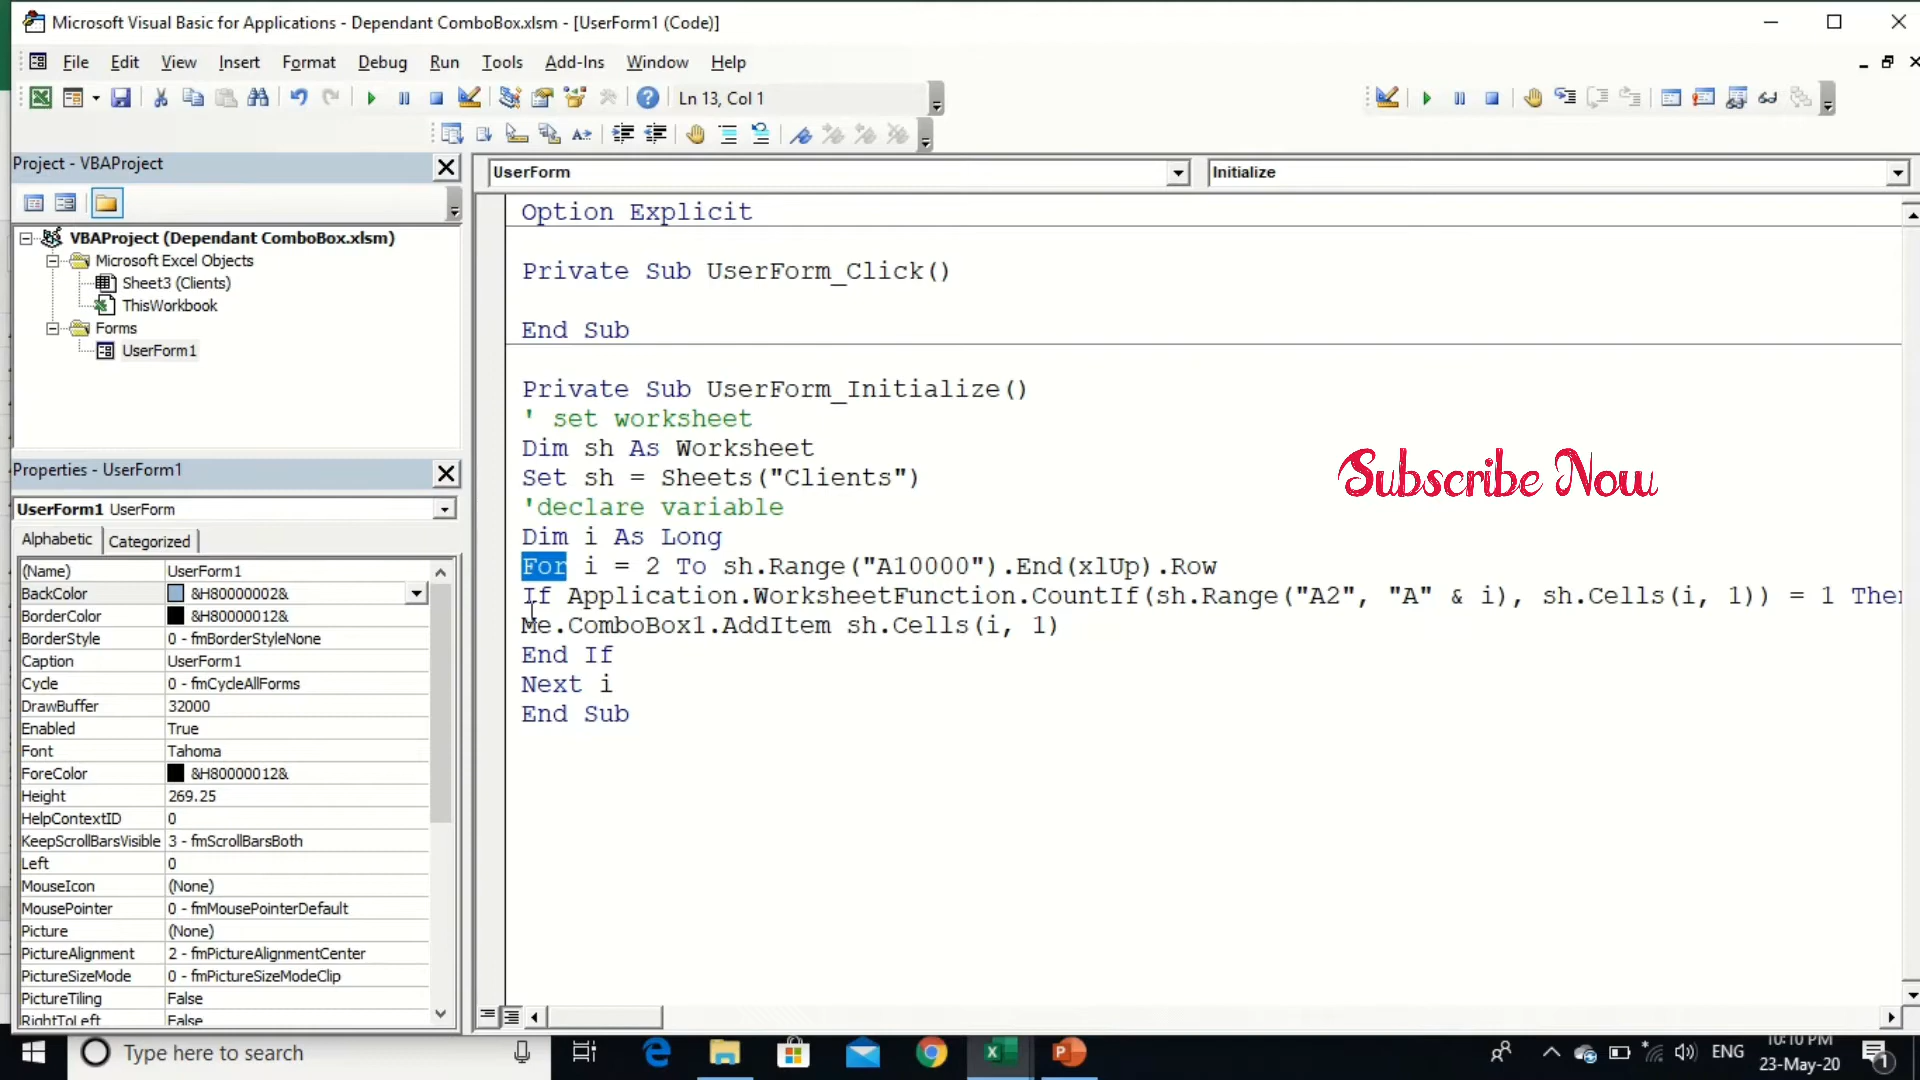 Microsoft Visual Basic for Applications - Dependant ComboBox.xlsm - [UserForm1 (Code)]
File Edit View Insert Format Debug Run Tools Add-Ins Window Help
Ln 13, Col 1
Project - VBAProject
VBAProject (Dependant ComboBox.xlsm)
Microsoft Excel Objects
Sheet3 (Clients)
ThisWorkbook
Forms
UserForm1
Properties - UserForm1
UserForm1 UserForm
Alphabetic Categorized
(Name) UserForm1
BackColor &H80000002&
BorderColor &H80000012&
BorderStyle 0 - fmBorderStyleNone
Caption UserForm1
Cycle 0 - fmCycleAllForms
DrawBuffer 32000
Enabled True
Font Tahoma
ForeColor &H80000012&
Height 269.25
HelpContextID 0
KeepScrollBarsVisible 3 - fmScrollBarsBoth
Left 0
MouseIcon (None)
MousePointer 0 - fmMousePointerDefault
Picture (None)
PictureAlignment 2 - fmPictureAlignmentCenter
PictureSizeMode 0 - fmPictureSizeModeClip
PictureTiling False
RightToLeft False
UserForm Initialize
Option Explicit
Private Sub UserForm_Click()
End Sub
Private Sub UserForm_Initialize()
' set worksheet
Dim sh As Worksheet
Set sh = Sheets("Clients")
'declare variable
Dim i As Long
For i = 2 To sh.Range("A10000").End(xlUp).Row
If Application.WorksheetFunction.CountIf(sh.Range("A2", "A" & i), sh.Cells(i, 1)) = 1 Then
Me.ComboBox1.AddItem sh.Cells(i, 1)
End If
Next i
End Sub
Subscribe Now
Type here to search
ENG
10:10 PM
23-May-20
1